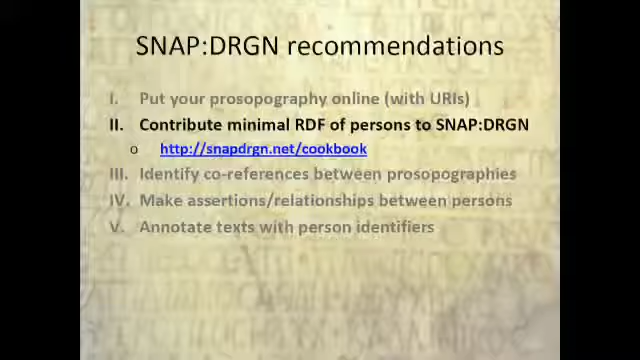 SNAP:DRGN recommendations
I. Put your prosopography online (with URIs)
II. Contribute minimal RDF of persons to SNAP:DRGN
o http://snapdrgn.net/cookbook
III. Identify co-references between prosopographies
IV. Make assertions/relationships between persons
V. Annotate texts with person identifiers